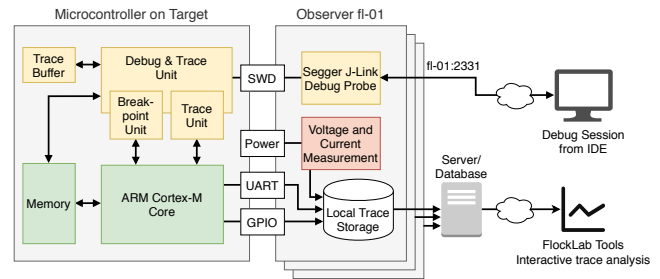 Microcontroller on Target
Observer fl-01
Trace
Buffer
Debug & Trace
Unit
Break-
point
Unit
Trace
Unit
Memory
ARM Cortex-M
Core
SWD
Power
UART
GPIO
Segger J-Link
Debug Probe
Voltage and
Current
Measurement
Local Trace
Storage
fl-01:2331
Server/
Database
Debug Session
from IDE
FlockLab Tools
Interactive trace analysis